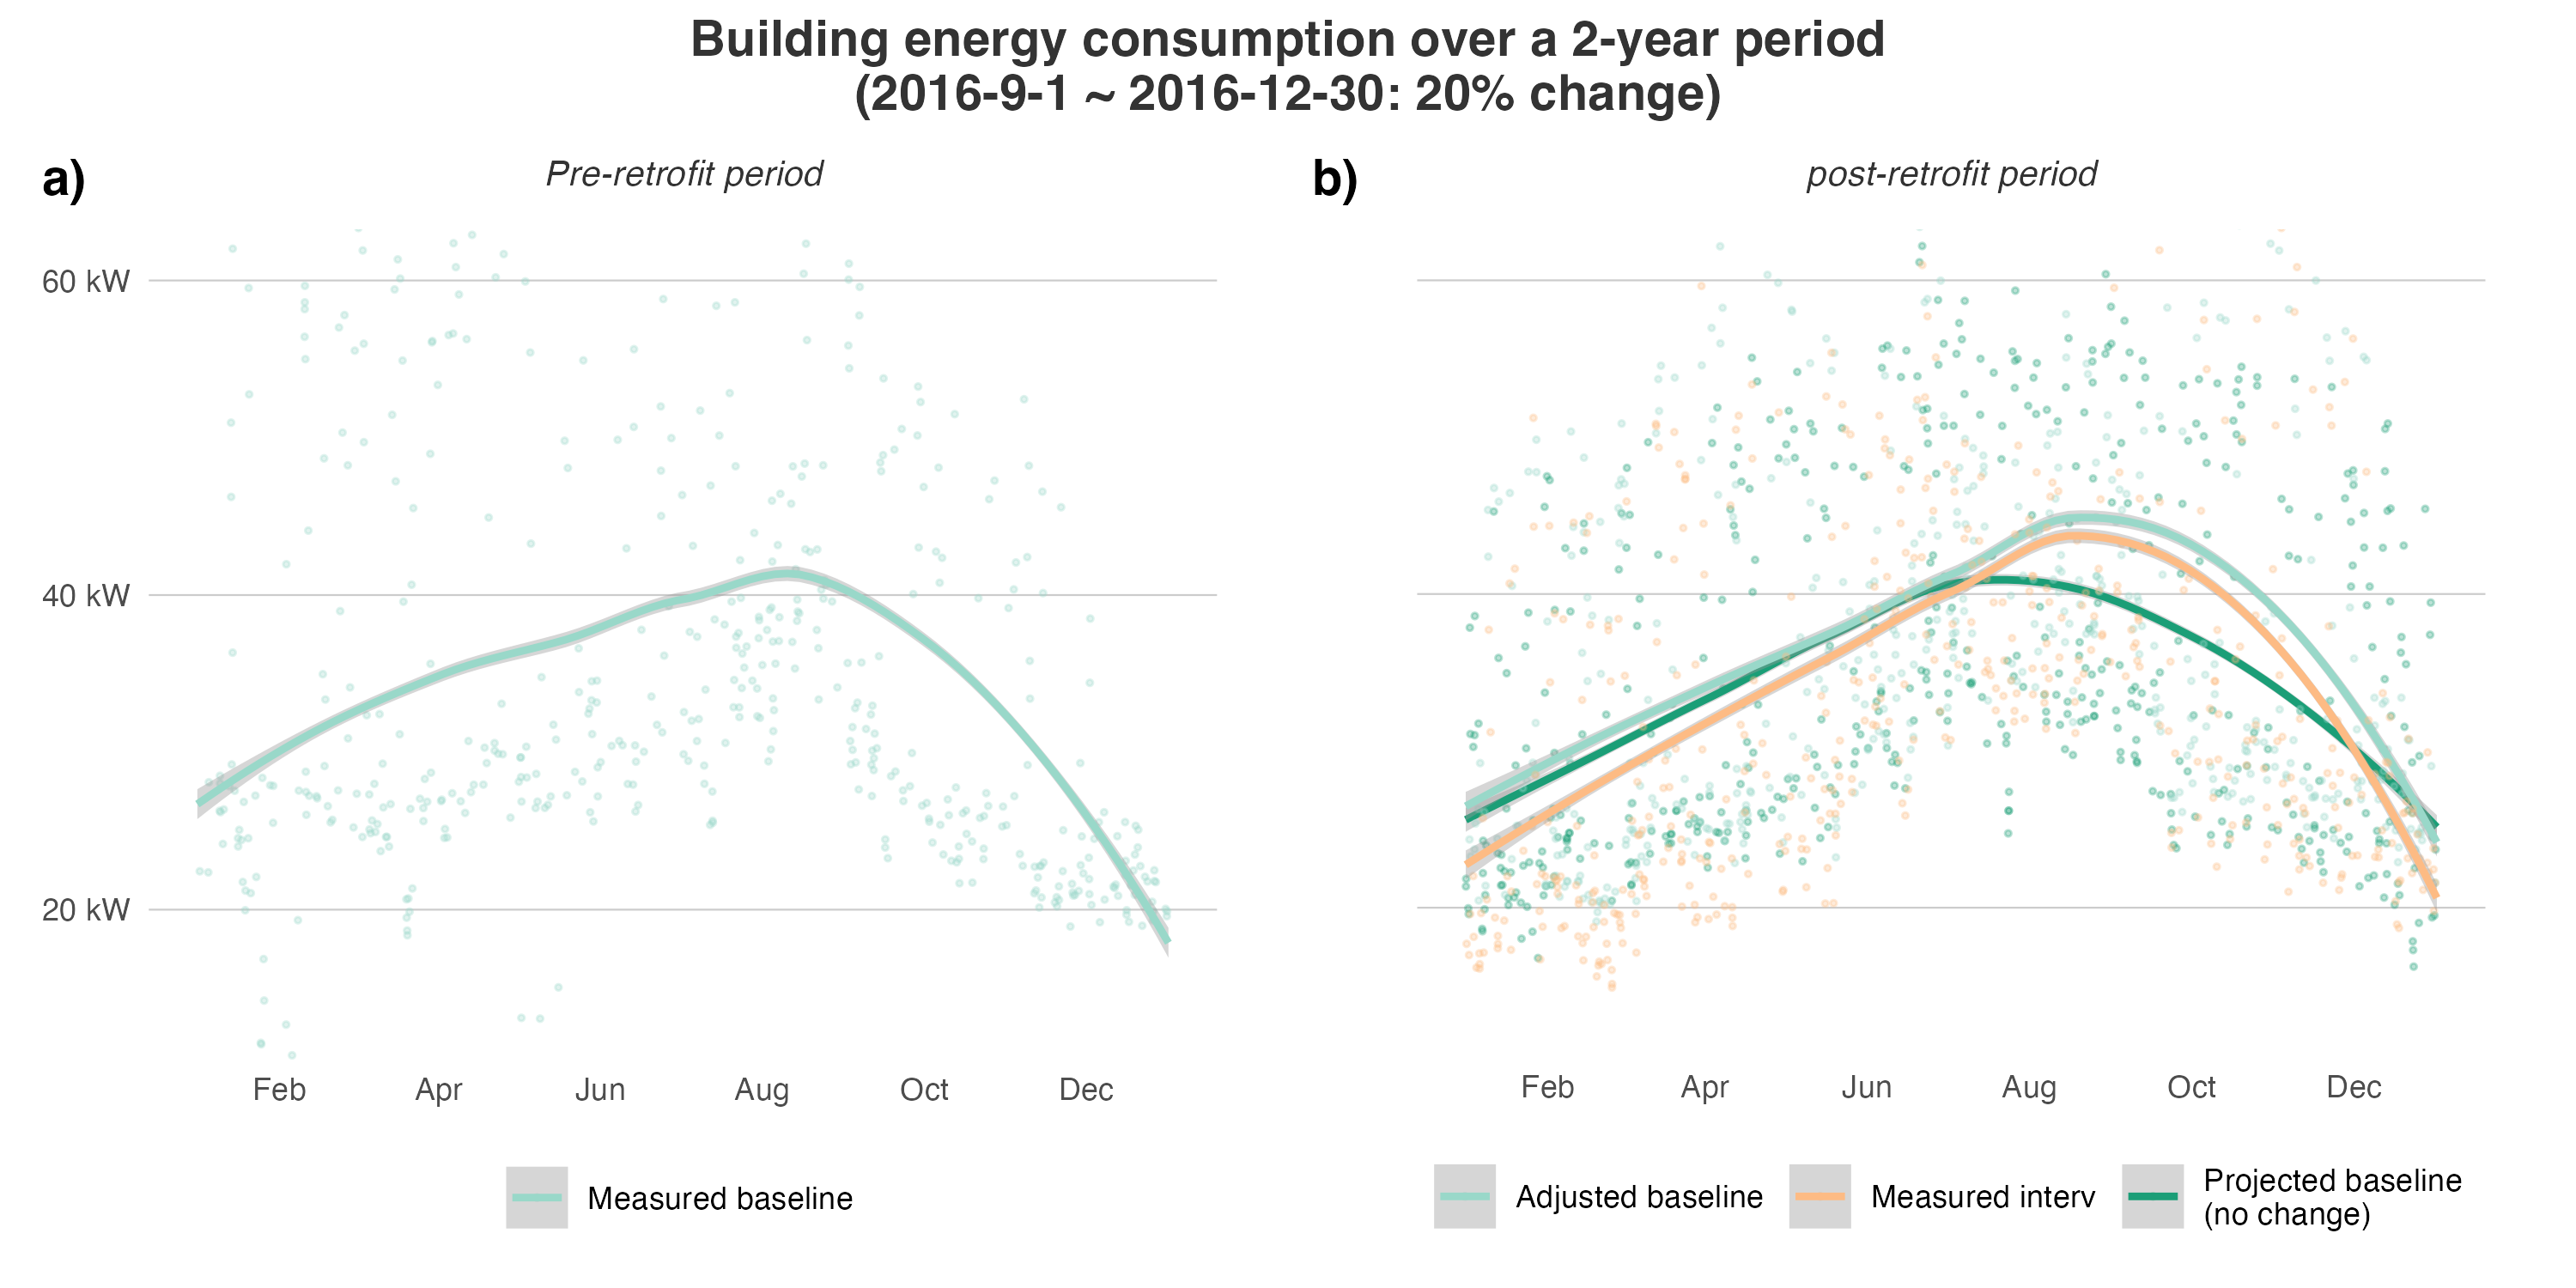 Building energy consumption over a 2-year period
(2016-9-1 ~ 2016-12-30: 20% change)
a)
Pre-retrofit period
60 kW
40 kW
20 kW
Feb Apr Jun Aug Oct Dec
Measured baseline
b)
post-retrofit period
Feb Apr Jun Aug Oct Dec
Adjusted baseline
Measured interv
Projected baseline
(no change)